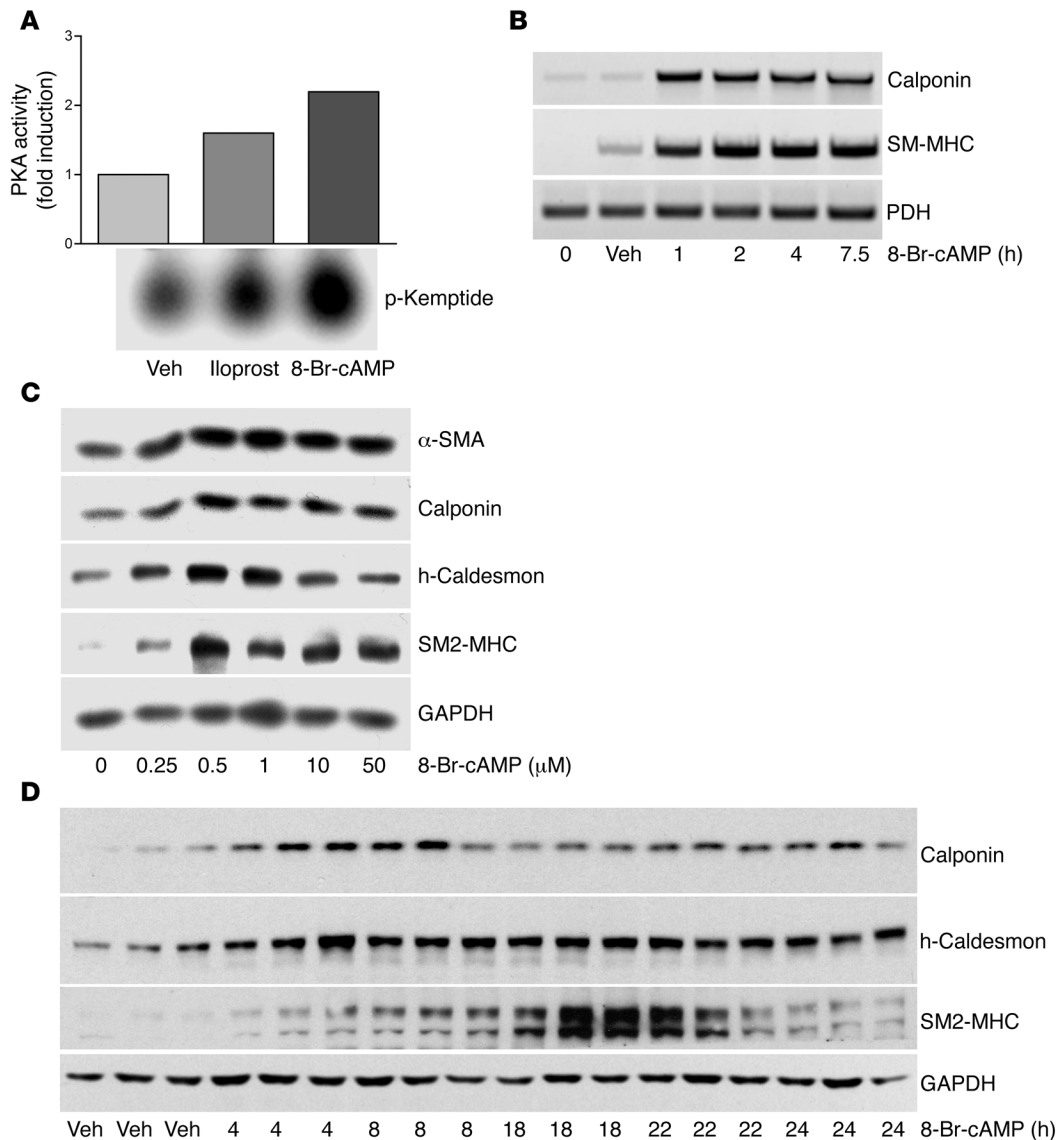 A
3
2
1
0
PKA activity
(fold induction)
p-Kemptide
Veh Iloprost 8-Br-cAMP
B
Calponin
SM-MHC
PDH
0 Veh 1 2 4 7.5 8-Br-cAMP (h)
C
α-SMA
Calponin
h-Caldesmon
SM2-MHC
GAPDH
0 0.25 0.5 1 10 50 8-Br-cAMP (μM)
D
Calponin
h-Caldesmon
SM2-MHC
GAPDH
Veh Veh Veh 4 4 4 8 8 8 18 18 18 22 22 22 24 24 24 8-Br-cAMP (h)